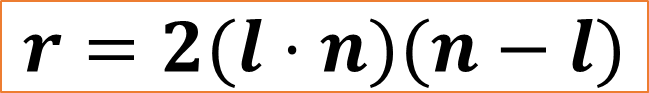 r = 2(l · n)(n − l)